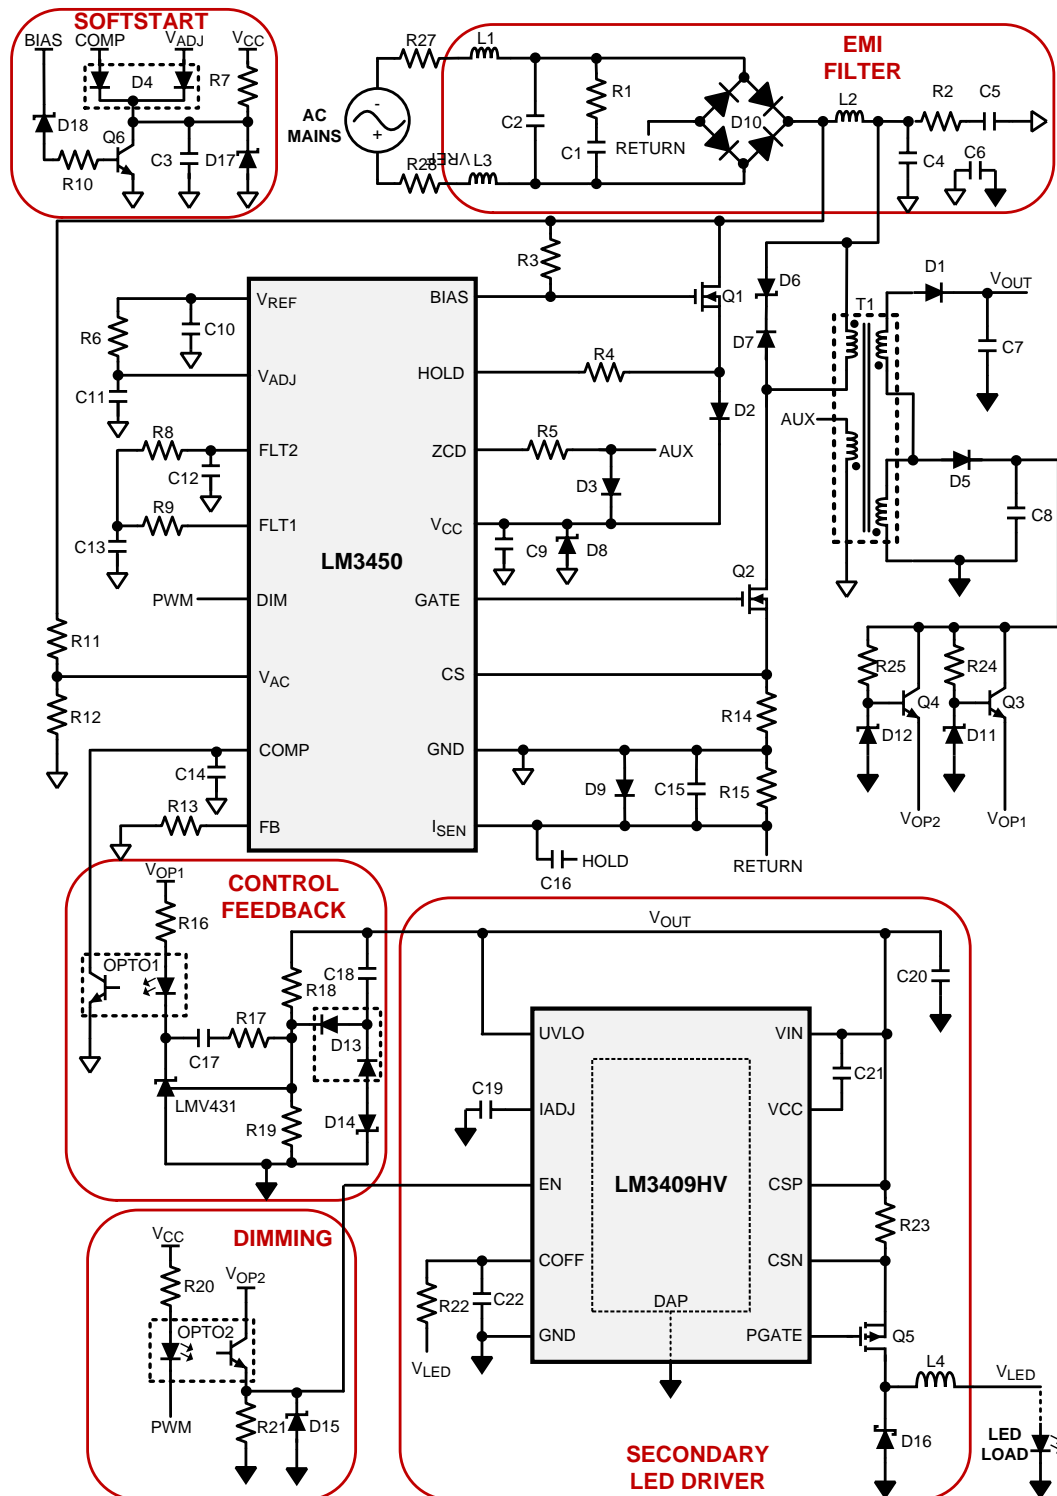 SOFTSTART
BIAS
COMP
VADJ
VCC
D4
R7
D18
Q6
C3
D17
R10
R27
L1
EMI
FILTER
AC
MAINS
C2
R1
C1
RETURN
D10
L2
R2
C5
C4
C6
R28
VREF
L3
R3
BIAS
Q1
D6
D7
T1
D1
VOUT
C7
VREF
C10
R6
VADJ
C11
HOLD
R4
D2
AUX
R8
FLT2
C12
ZCD
R5
AUX
D3
D5
C8
R9
FLT1
C13
VCC
C9
D8
LM3450
PWM
DIM
GATE
Q2
R11
VAC
R12
CS
R14
R25
R24
Q4
Q3
D12
D11
VOP2
VOP1
COMP
C14
GND
D9
C15
R15
R13
FB
ISEN
C16
HOLD
RETURN
CONTROL
FEEDBACK
VOP1
R16
OPTO1
C18
R18
R17
D13
C17
LMV431
R19
D14
VOUT
C20
UVLO
VIN
C21
C19
IADJ
VCC
LM3409HV
EN
CSP
R23
COFF
CSN
R22
C22
DAP
GND
PGATE
Q5
VLED
L4
VLED
D16
LED
LOAD
SECONDARY
LED DRIVER
DIMMING
VCC
R20
VOP2
OPTO2
PWM
R21
D15